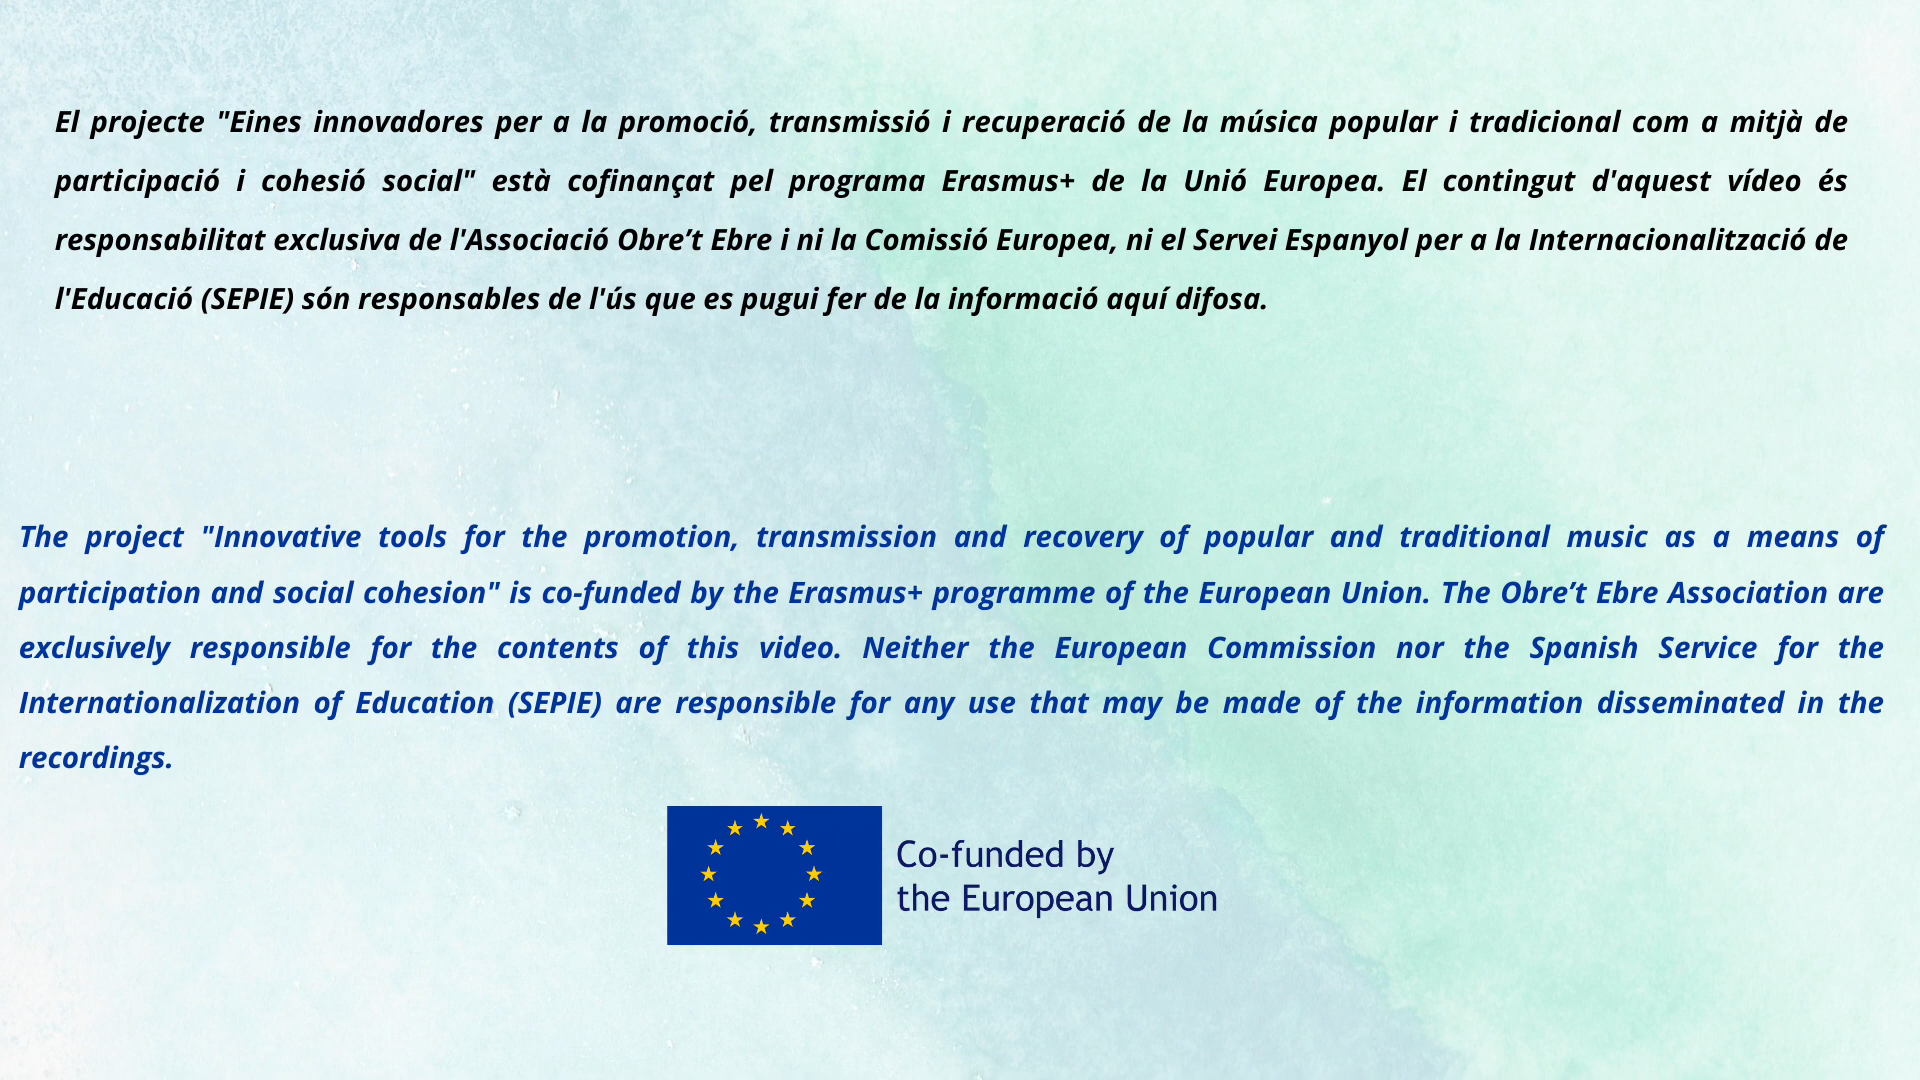 El projecte "Eines innovadores per a la promoció, transmissió i recuperació de la música popular i tradicional com a mitjà de
participació i cohesió social" està cofinançat pel programa Erasmus+ de la Unió Europea. El contingut d'aquest vídeo és
responsabilitat exclusiva de l'Associació Obre’t Ebre i ni la Comissió Europea, ni el Servei Espanyol per a la Internacionalització de
l'Educació (SEPIE) són responsables de l'ús que es pugui fer de la informació aquí difosa.
The project "Innovative tools for the promotion, transmission and recovery of popular and traditional music as a means of
participation and social cohesion" is co-funded by the Erasmus+ programme of the European Union. The Obre’t Ebre Association are
exclusively responsible for the contents of this video. Neither the European Commission nor the Spanish Service for the
Internationalization of Education (SEPIE) are responsible for any use that may be made of the information disseminated in the
recordings.
Co-funded by
the European Union